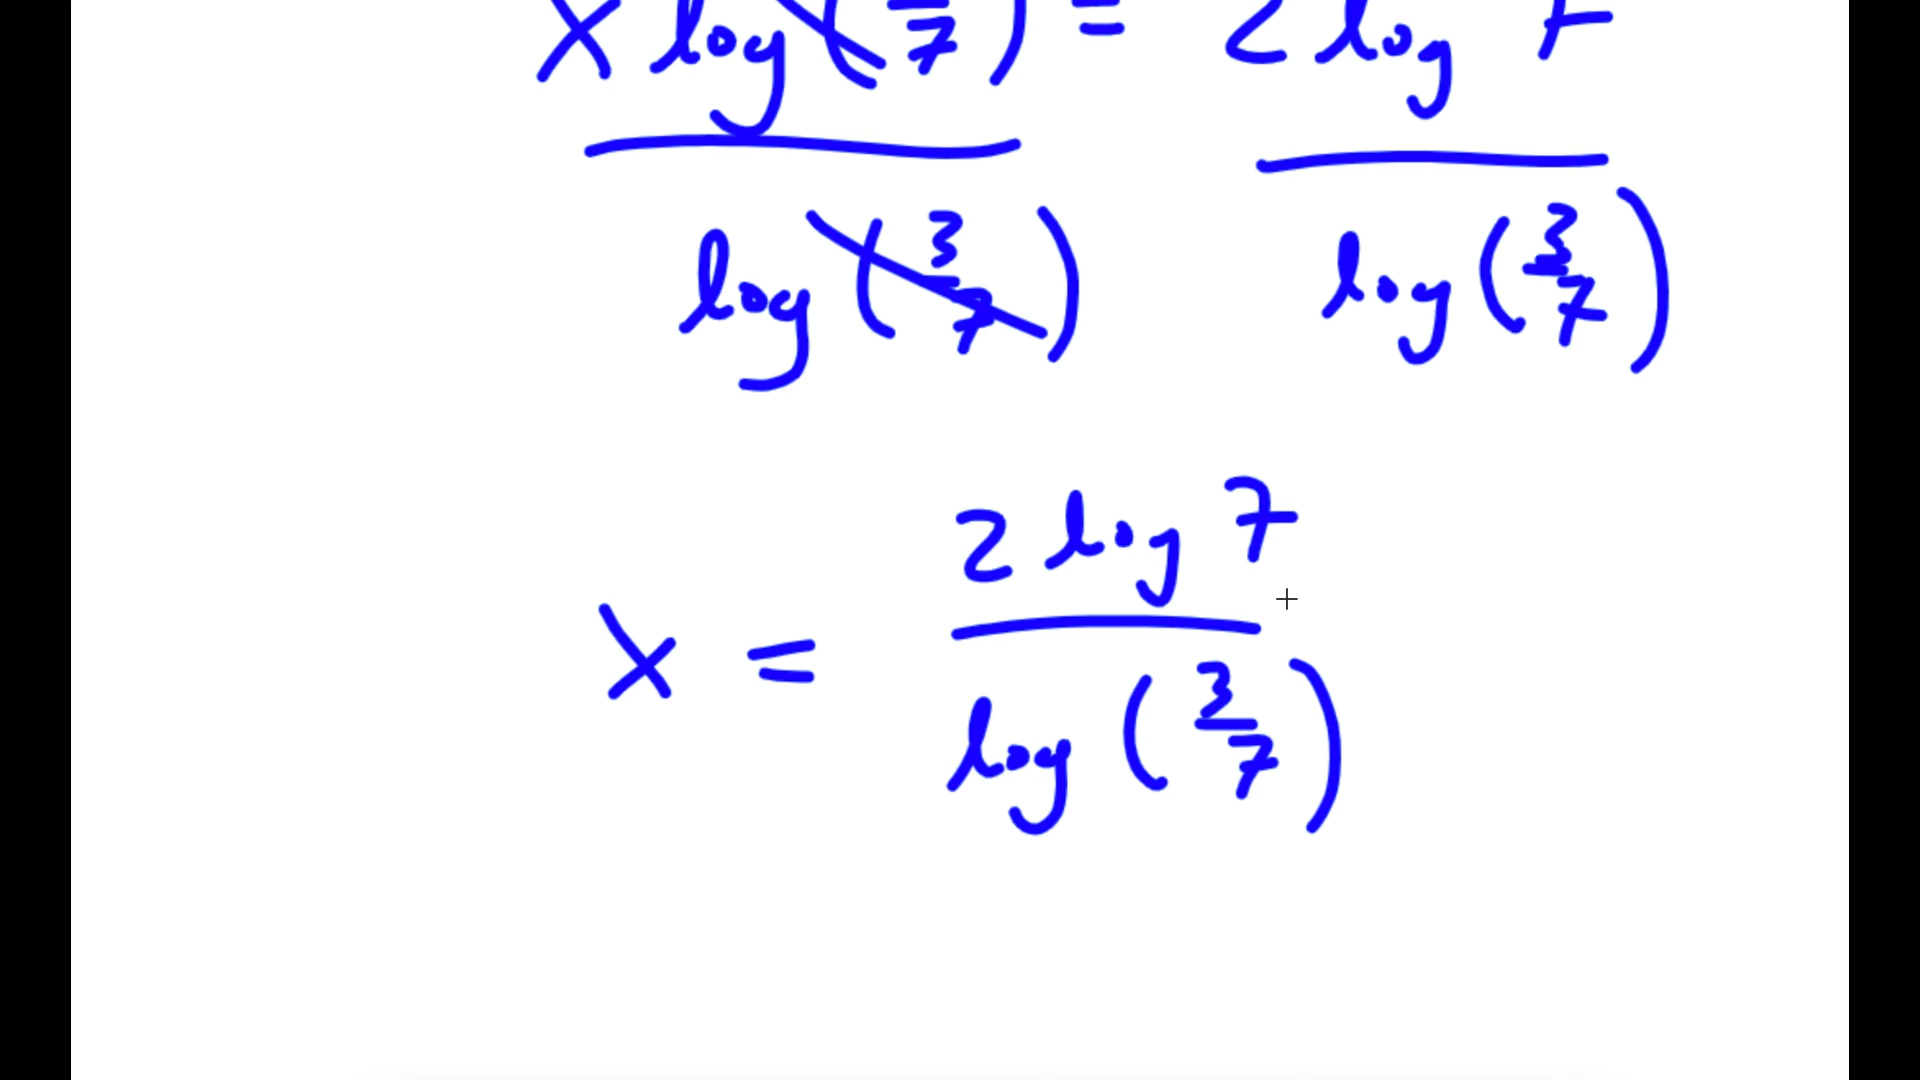 x log (3/7) = 2 log 7
log (3/7) log (3/7)
x = 2 log 7 / log (3/7)